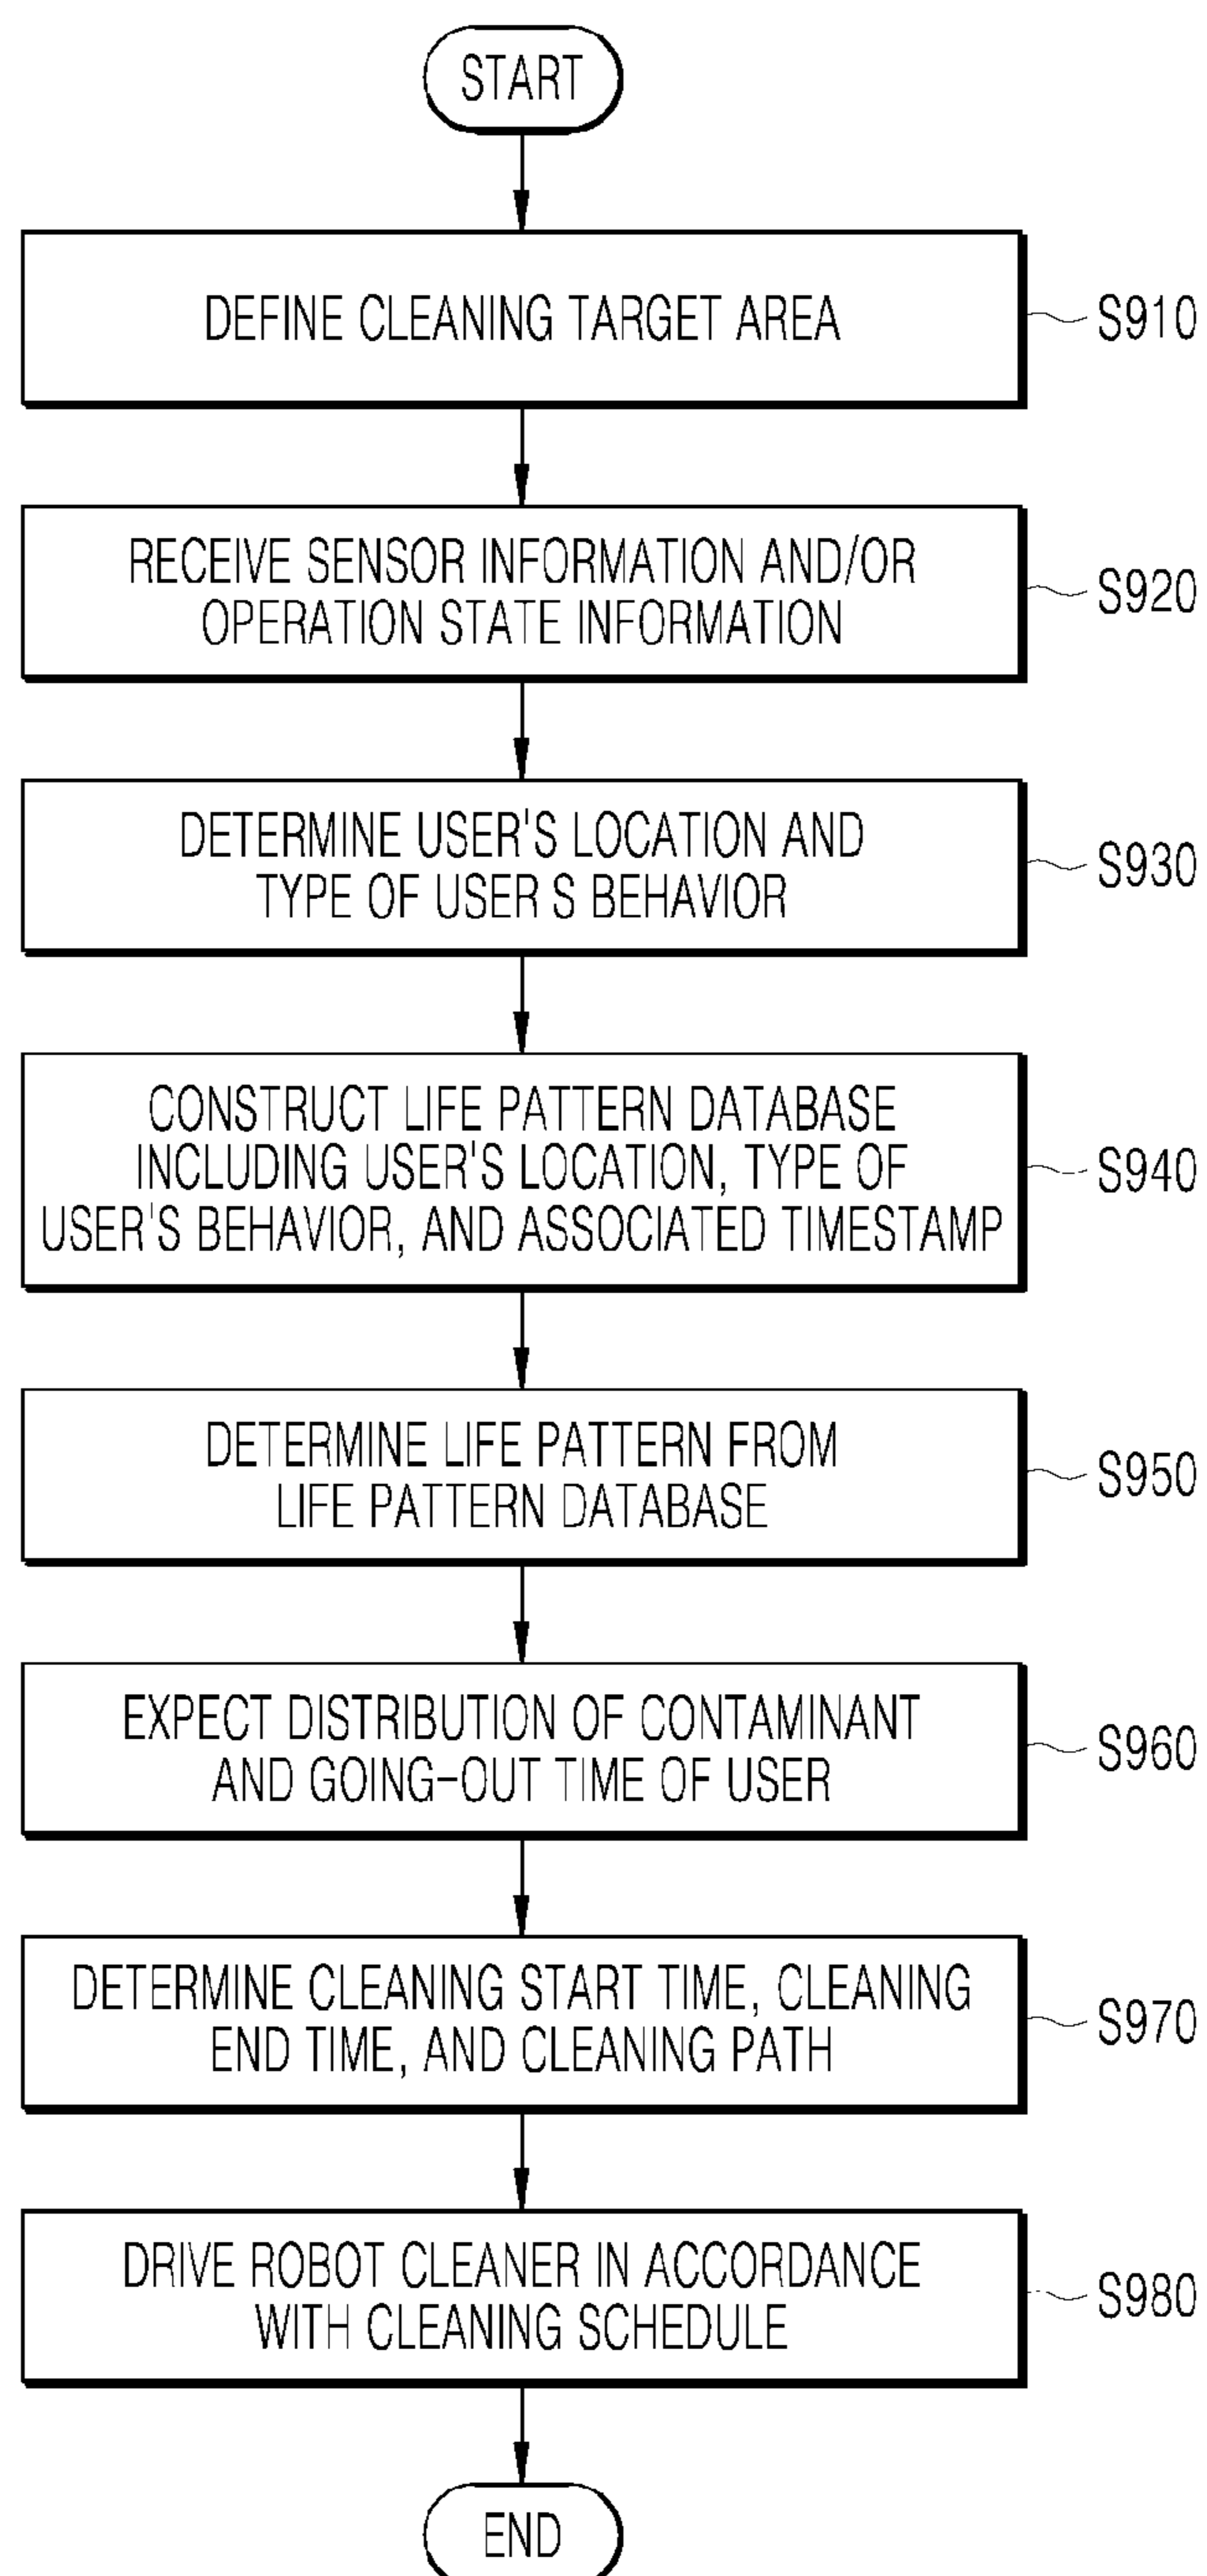 START
DEFINE CLEANING TARGET AREA
S910
RECEIVE SENSOR INFORMATION AND/OR
OPERATION STATE INFORMATION
S920
DETERMINE USER'S LOCATION AND
TYPE OF USER S BEHAVIOR
S930
CONSTRUCT LIFE PATTERN DATABASE
INCLUDING USER'S LOCATION, TYPE OF
USER'S BEHAVIOR, AND ASSOCIATED TIMESTAMP
S940
DETERMINE LIFE PATTERN FROM
LIFE PATTERN DATABASE
S950
EXPECT DISTRIBUTION OF CONTAMINANT
AND GOING-OUT TIME OF USER
S960
DETERMINE CLEANING START TIME, CLEANING
END TIME, AND CLEANING PATH
S970
DRIVE ROBOT CLEANER IN ACCORDANCE
WITH CLEANING SCHEDULE
S980
END